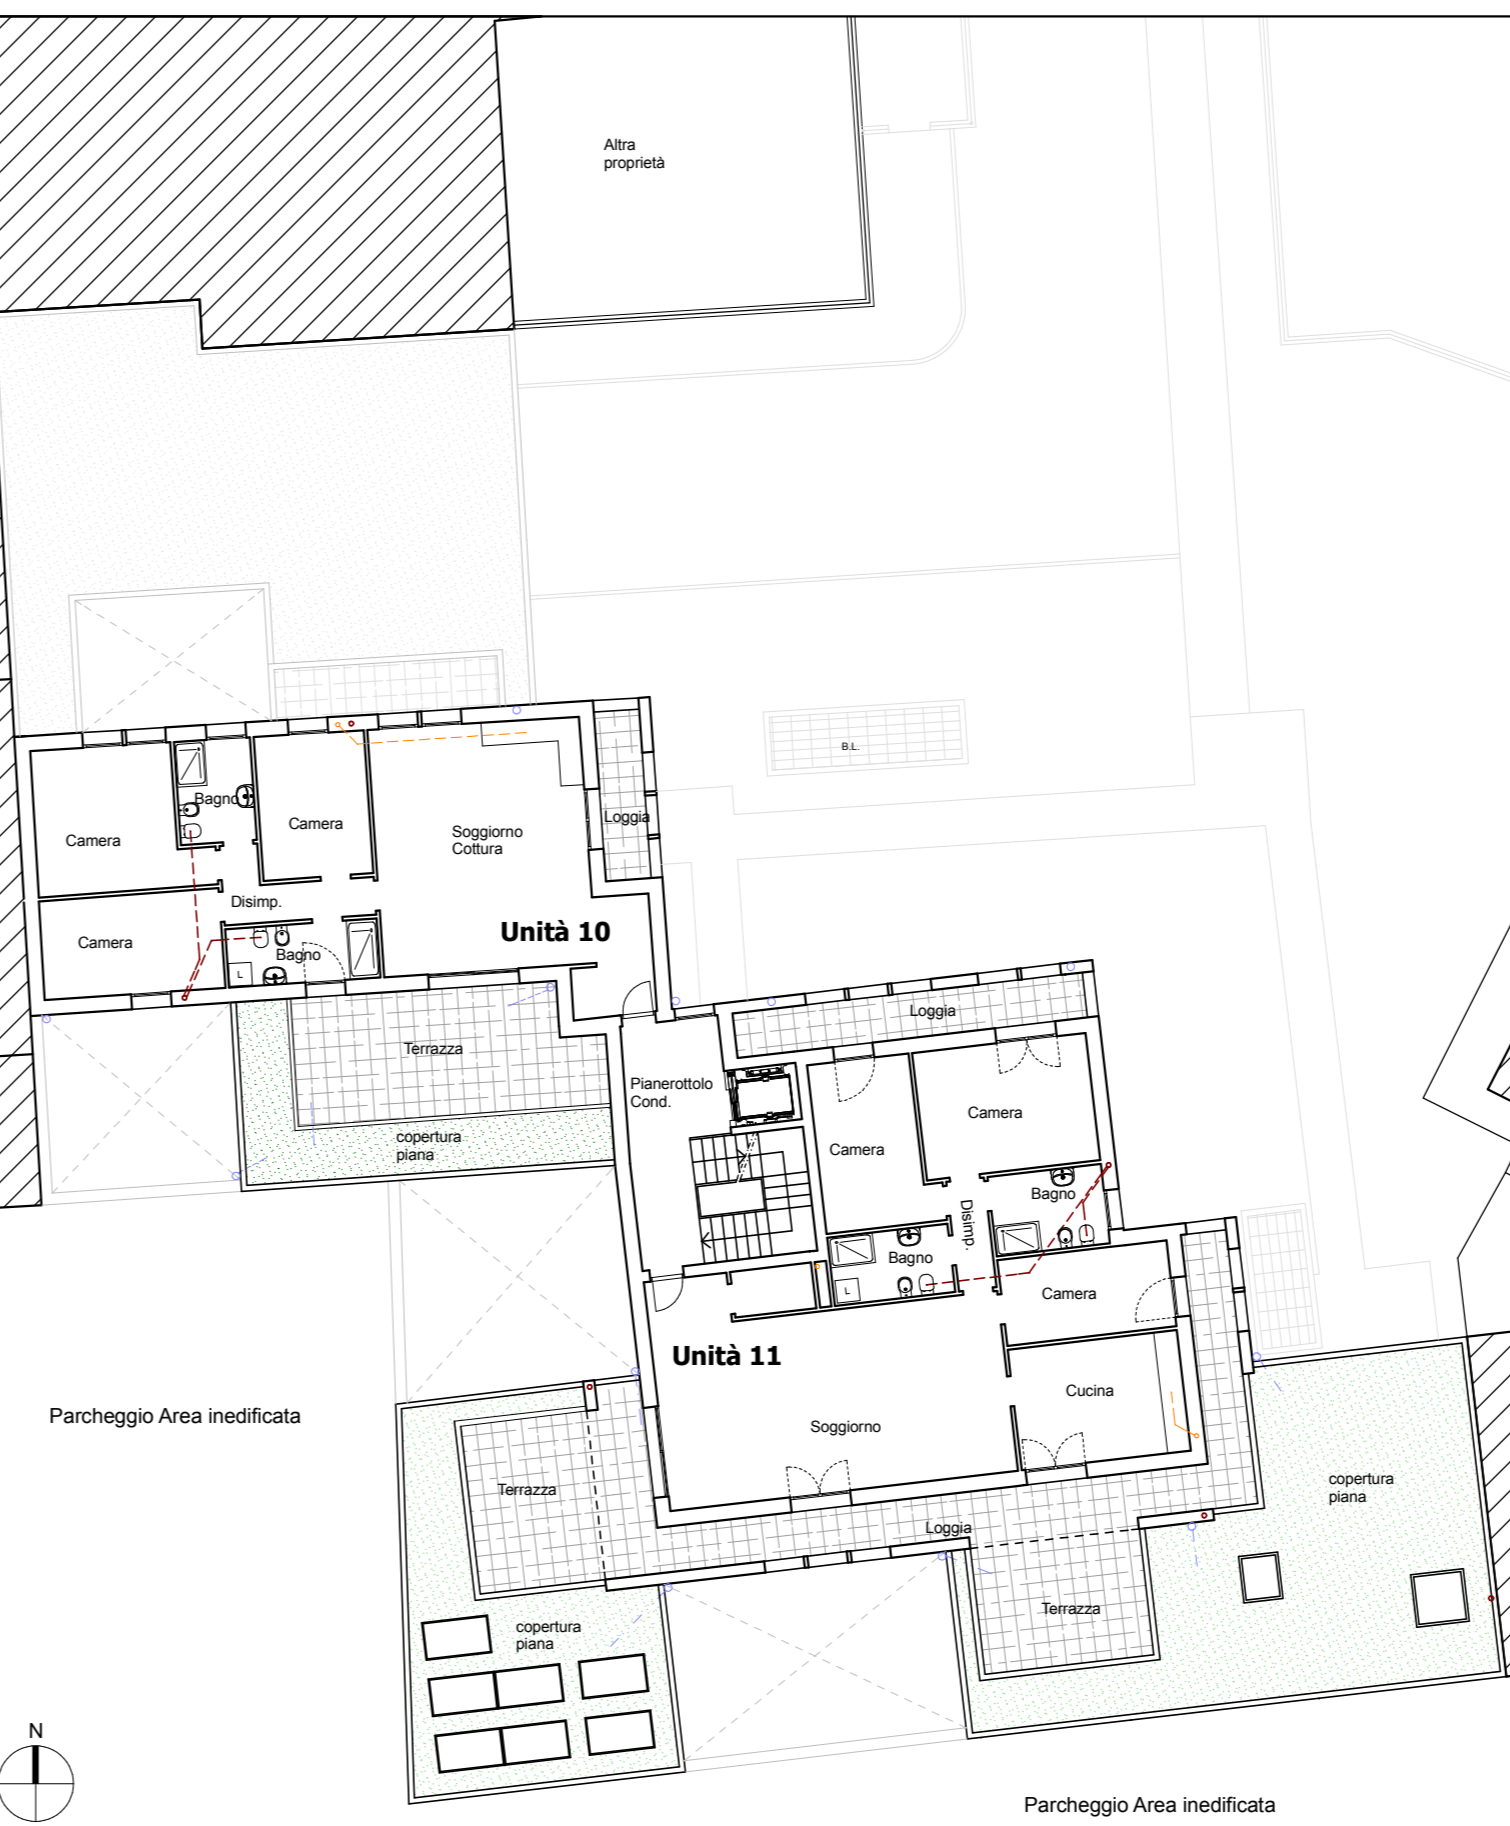 Altra
proprietà
B.L.
Loggia
Bagno
Camera
Camera
Soggiorno
Cottura
Disimp.
Unità 10
Camera
Bagno
L
Loggia
Terrazza
Pianerottolo
Cond.
Camera
copertura
piana
Camera
Bagno
Disimp.
Bagno
L
Camera
Unità 11
Cucina
Parcheggio Area inedificata
Soggiorno
Terrazza
copertura
piana
Loggia
Terrazza
copertura
piana
N
Parcheggio Area inedificata